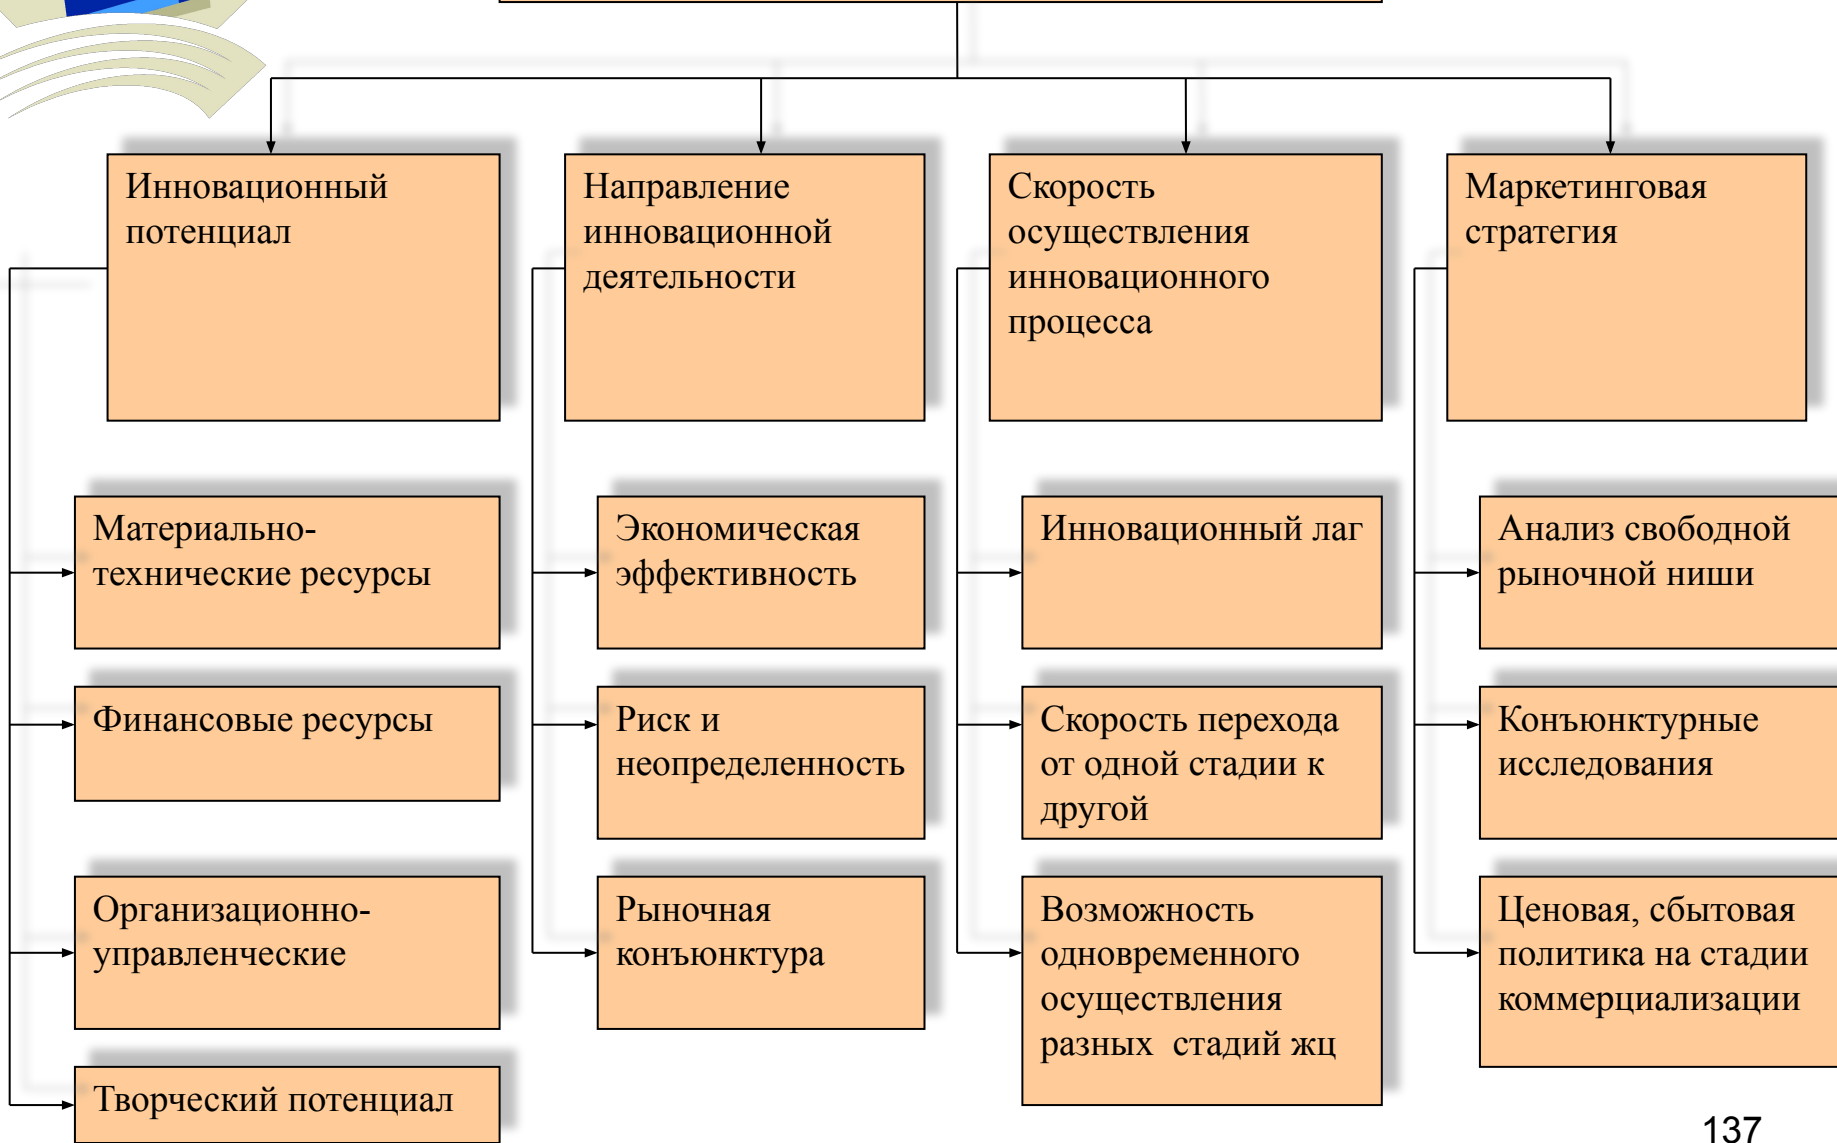 Инновационный
потенциал
Направление
инновационной
деятельности
Скорость
осуществления
инновационного
процесса
Маркетинговая
стратегия
Материально-
технические ресурсы
Финансовые ресурсы
Организационно-
управленческие
Творческий потенциал
Экономическая
эффективность
Риск и
неопределенность
Рыночная
конъюнктура
Инновационный лаг
Скорость перехода
от одной стадии к
другой
Возможность
одновременного
осуществления
разных  стадий жц
Анализ свободной
рыночной ниши
Конъюнктурные
исследования
Ценовая, сбытовая
политика на стадии
коммерциализации
137